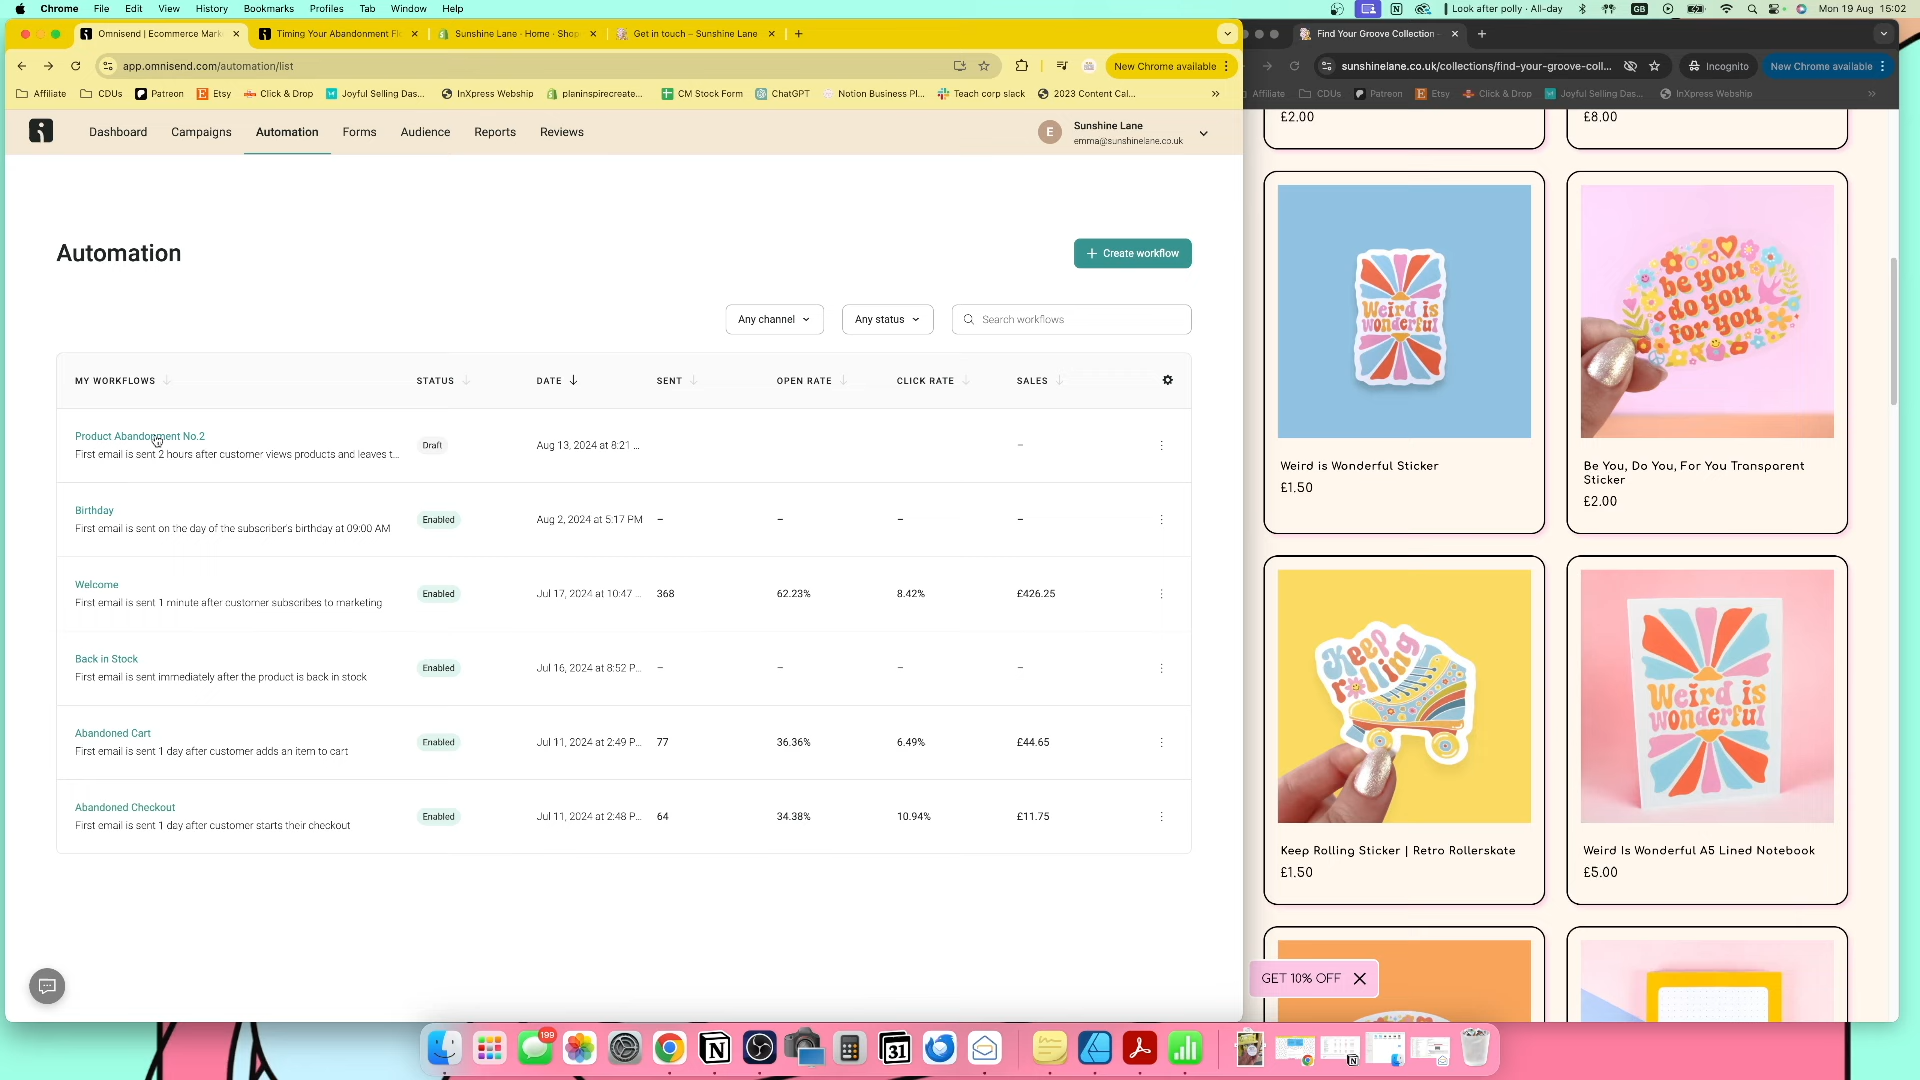 Chrome File Edit View History Bookmarks Profiles Tab Window Help
Look after polly · All-day
GB
Mon 19 Aug 15:02
Omnisend | Ecommerce Mark
Timing Your Abandonment Fl
Sunshine Lane · Home · Shop
Get in touch – Sunshine Lane
app.omnisend.com/automation/list
New Chrome available
Affiliate
CDUs
Patreon
Etsy
Click & Drop
Joyful Selling Das...
InXpress Webship
planinspirecreate...
CM Stock Form
ChatGPT
Notion Business Pl...
Teach corp slack
2023 Content Cal...
Dashboard
Campaigns
Automation
Forms
Audience
Reports
Reviews
E
Sunshine Lane
emma@sunshinelane.co.uk
Automation
Create workflow
Any channel
Any status
Search workflows
MY WORKFLOWS STATUS DATE SENT OPEN RATE CLICK RATE SALES
Product Abandonment No.2
First email is sent 2 hours after customer views products and leaves t...
Draft
Aug 13, 2024 at 8:21 ...
–
Birthday
First email is sent on the day of the subscriber's birthday at 09:00 AM
Enabled
Aug 2, 2024 at 5:17 PM
– – – –
Welcome
First email is sent 1 minute after customer subscribes to marketing
Enabled
Jul 17, 2024 at 10:47 ...
368 62.23% 8.42% £426.25
Back in Stock
First email is sent immediately after the product is back in stock
Enabled
Jul 16, 2024 at 8:52 P...
– – – –
Abandoned Cart
First email is sent 1 day after customer adds an item to cart
Enabled
Jul 11, 2024 at 2:49 P...
77 36.36% 6.49% £44.65
Abandoned Checkout
First email is sent 1 day after customer starts their checkout
Enabled
Jul 11, 2024 at 2:48 P...
64 34.38% 10.94% £11.75
Find Your Groove Collection
sunshinelane.co.uk/collections/find-your-groove-coll...
Incognito
New Chrome available
Affiliate
CDUs
Patreon
Etsy
Click & Drop
Joyful Selling Das...
InXpress Webship
£2.00
£8.00
Weird is
wonderful
Weird is Wonderful Sticker
£1.50
be you
do you
for you
Be You, Do You, For You Transparent
Sticker
£2.00
Keep
rolling
Keep Rolling Sticker | Retro Rollerskate
£1.50
Weird is
wonderful
Weird Is Wonderful A5 Lined Notebook
£5.00
GET 10% OFF
199
31